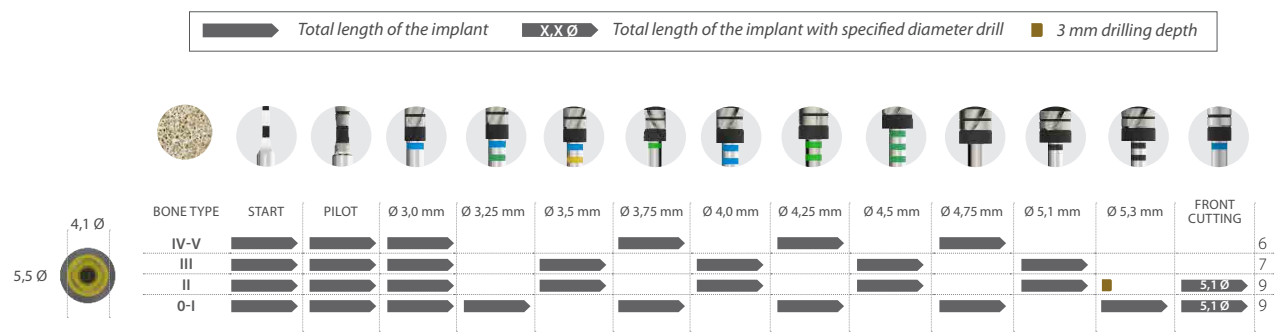 Total length of the implant X,X Ø Total length of the implant with specified diameter drill 3 mm drilling depth
BONE TYPE START PILOT Ø 3,0 mm Ø 3,25 mm Ø 3,5 mm Ø 3,75 mm Ø 4,0 mm Ø 4,25 mm Ø 4,5 mm Ø 4,75 mm Ø 5,1 mm Ø 5,3 mm FRONT
CUTTING
4,1 Ø
IV-V 6
III 7
5,5 Ø
II 5,1 Ø 9
0-I 5,1 Ø 9